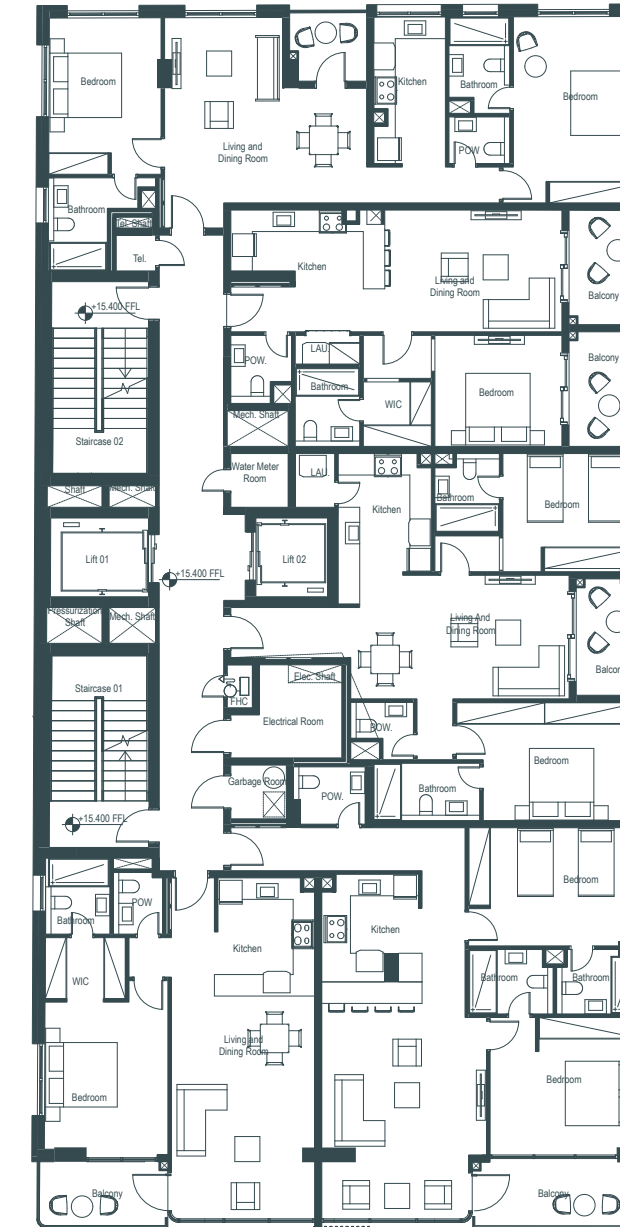 Bedroom
Kitchen
Bathroom
Bedroom
Living and
Dining Room
POW
Bathroom
Tel. Shaft
Tel.
Kitchen
Living and
Dining Room
Balcony
+15.400 FFL
LAU.
POW.
Balcony
Bathroom
Bedroom
WIC
Mech. Shaft
Staircase 02
Water Meter
Room
LAU.
Shaft
Mech. Shaft
Bathroom
Bedroom
Kitchen
Lift 01
Lift 02
+15.400 FFL
Pressurization
Shaft
Mech. Shaft
Living And
Dining Room
Balcony
Elec. Shaft
Staircase 01
FHC
Electrical Room
POW.
Bedroom
Garbage Room
POW.
Bathroom
+15.400 FFL
Bedroom
Bathroom
POW
Kitchen
Kitchen
WIC
Bathroom
Bathroom
Living and
Dining Room
Bedroom
Bedroom
Balcony
Balcony